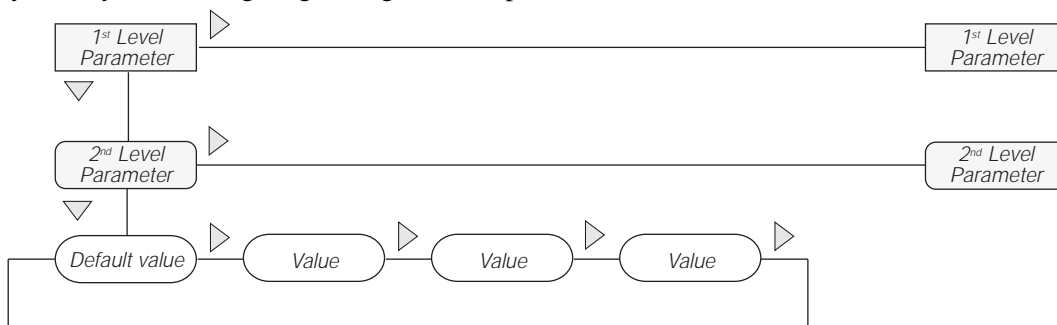 1st Level
Parameter
1st Level
Parameter
2nd Level
Parameter
2nd Level
Parameter
Default value
Value
Value
Value